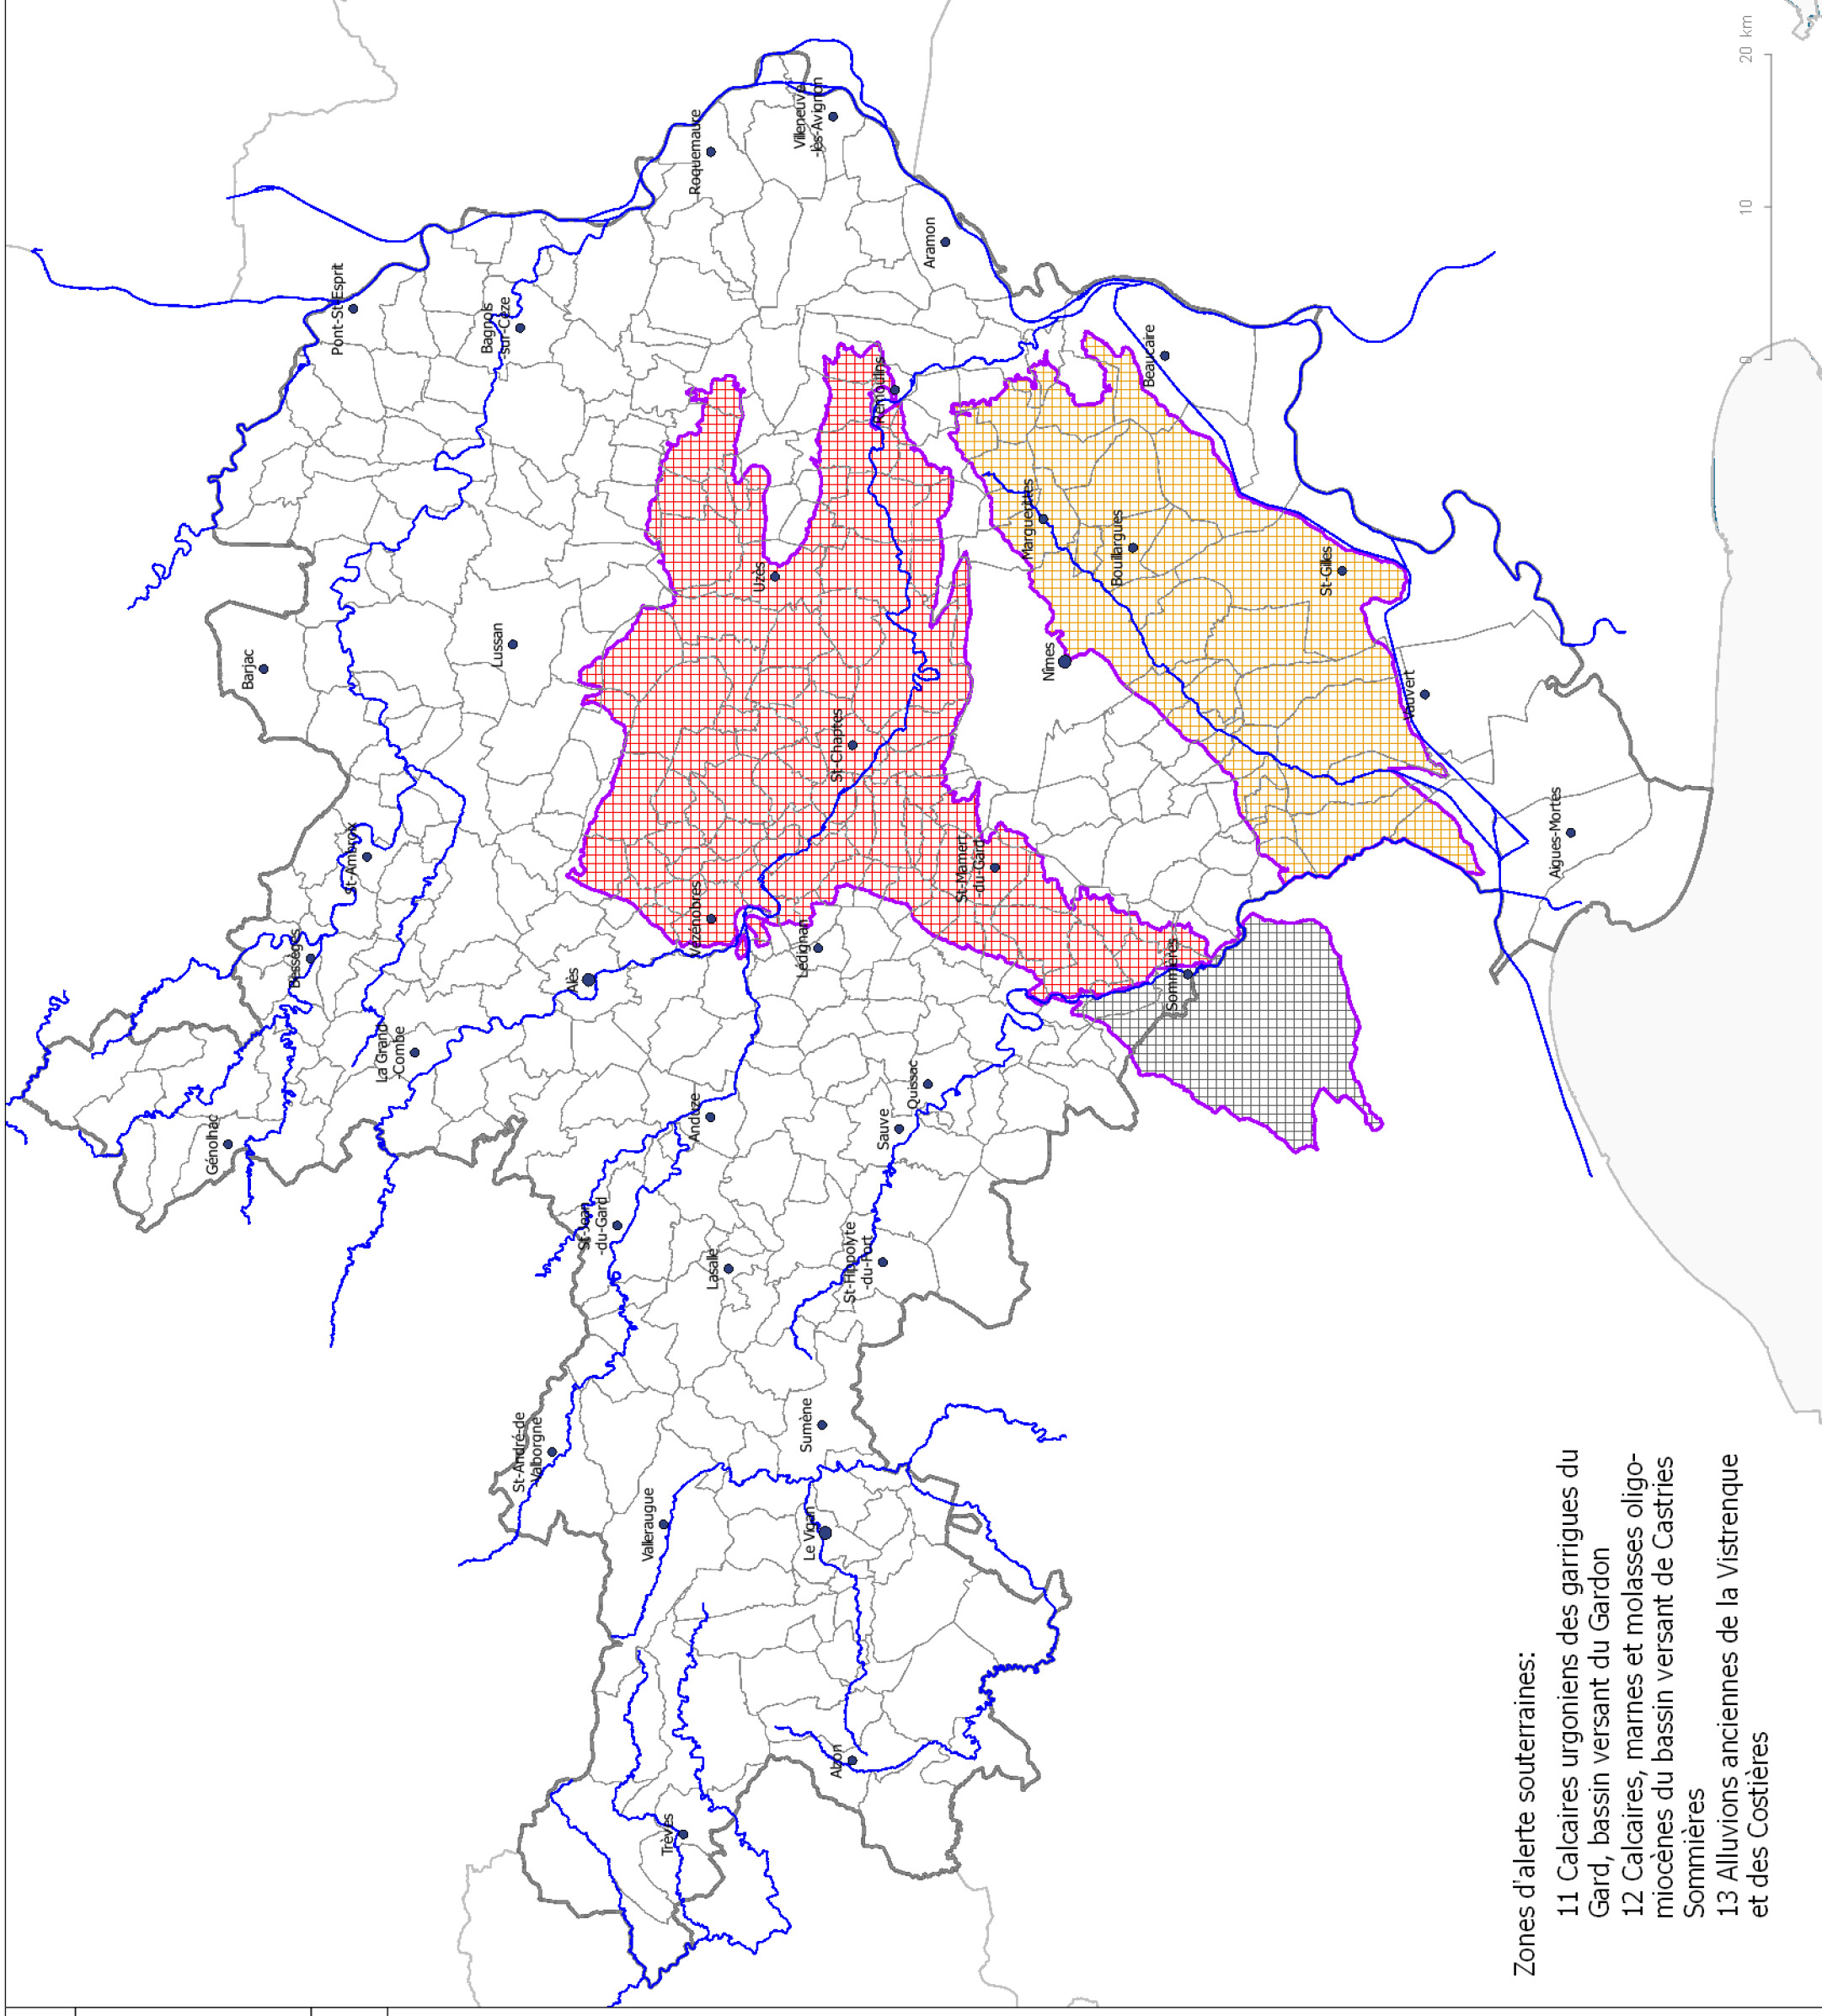 Génolhac
Bessèges
La Grand
-Combe
St-Ambroix
Barjac
Pont-St-Esprit
Bagnols
-sur-Cèze
Lussan
Alès
St-André-de
Valborgne
St-Jean
-du-Gard
Anduze
Vézénobres
Uzès
Roquemaure
Villeneuve
-lès-Avignon
Trèves
Valleraugue
Lasalle
Lédignan
St-Chaptes
Remoulins
Aramon
Alzon
Le Vigan
Sumène
St-Hippolyte
-du-Fort
Sauve
Quissac
St-Mamert
-du-Gard
Nîmes
Marguerittes
Bouillargues
Beaucaire
Sommières
St-Gilles
Vauvert
Aigues-Mortes
Zones d'alerte souterraines:
11 Calcaires urgoniens des garrigues du
Gard, bassin versant du Gardon
12 Calcaires, marnes et molasses oligo-
miocènes du bassin versant de Castries
Sommières
13 Alluvions anciennes de la Vistrenque
et des Costières
0 10 20 km